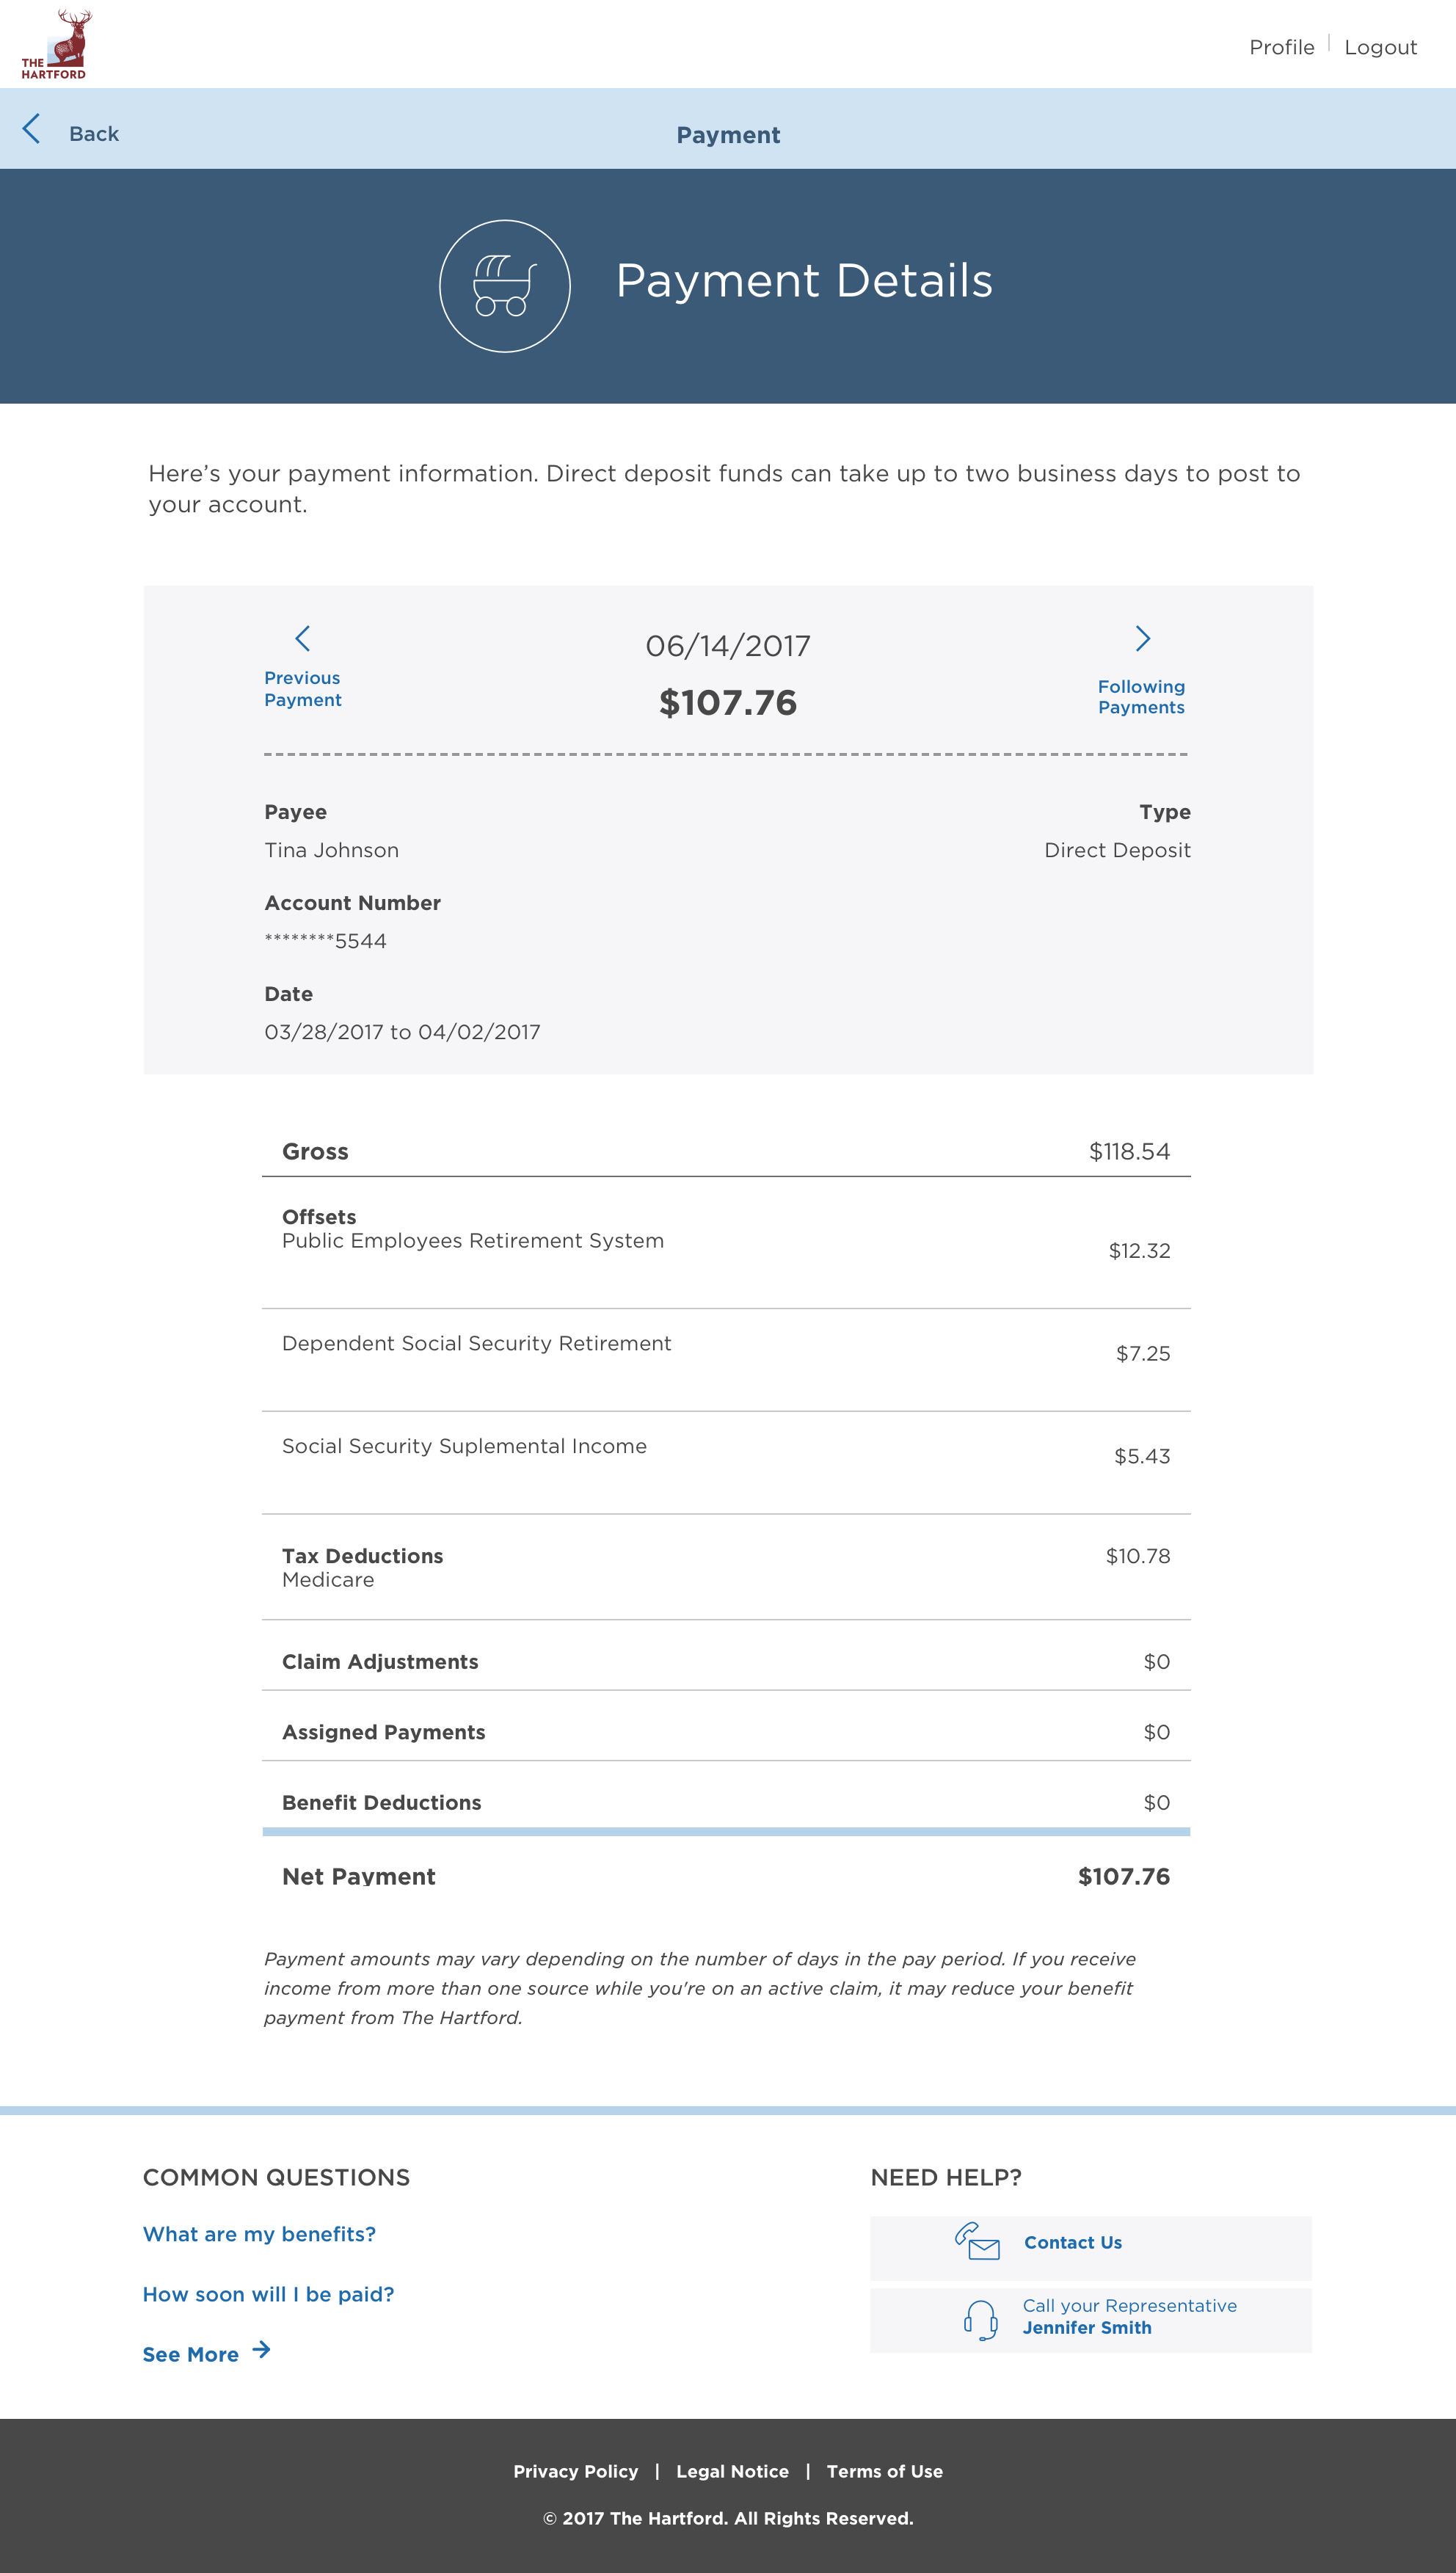 THE
HARTFORD
Profile | Logout
Back
Payment
Payment Details
Here’s your payment information. Direct deposit funds can take up to two business days to post to
your account.
Previous
Payment
06/14/2017
$107.76
Following
Payments
Payee
Type
Tina Johnson
Direct Deposit
Account Number
********5544
Date
03/28/2017 to 04/02/2017
Gross $118.54
Offsets
Public Employees Retirement System
$12.32
Dependent Social Security Retirement
$7.25
Social Security Suplemental Income
$5.43
Tax Deductions $10.78
Medicare
Claim Adjustments $0
Assigned Payments $0
Benefit Deductions $0
Net Payment $107.76
Payment amounts may vary depending on the number of days in the pay period. If you receive
income from more than one source while you're on an active claim, it may reduce your benefit
payment from The Hartford.
COMMON QUESTIONS
What are my benefits?
How soon will I be paid?
See More
NEED HELP?
Contact Us
Call your Representative
Jennifer Smith
Privacy Policy | Legal Notice | Terms of Use
© 2017 The Hartford. All Rights Reserved.